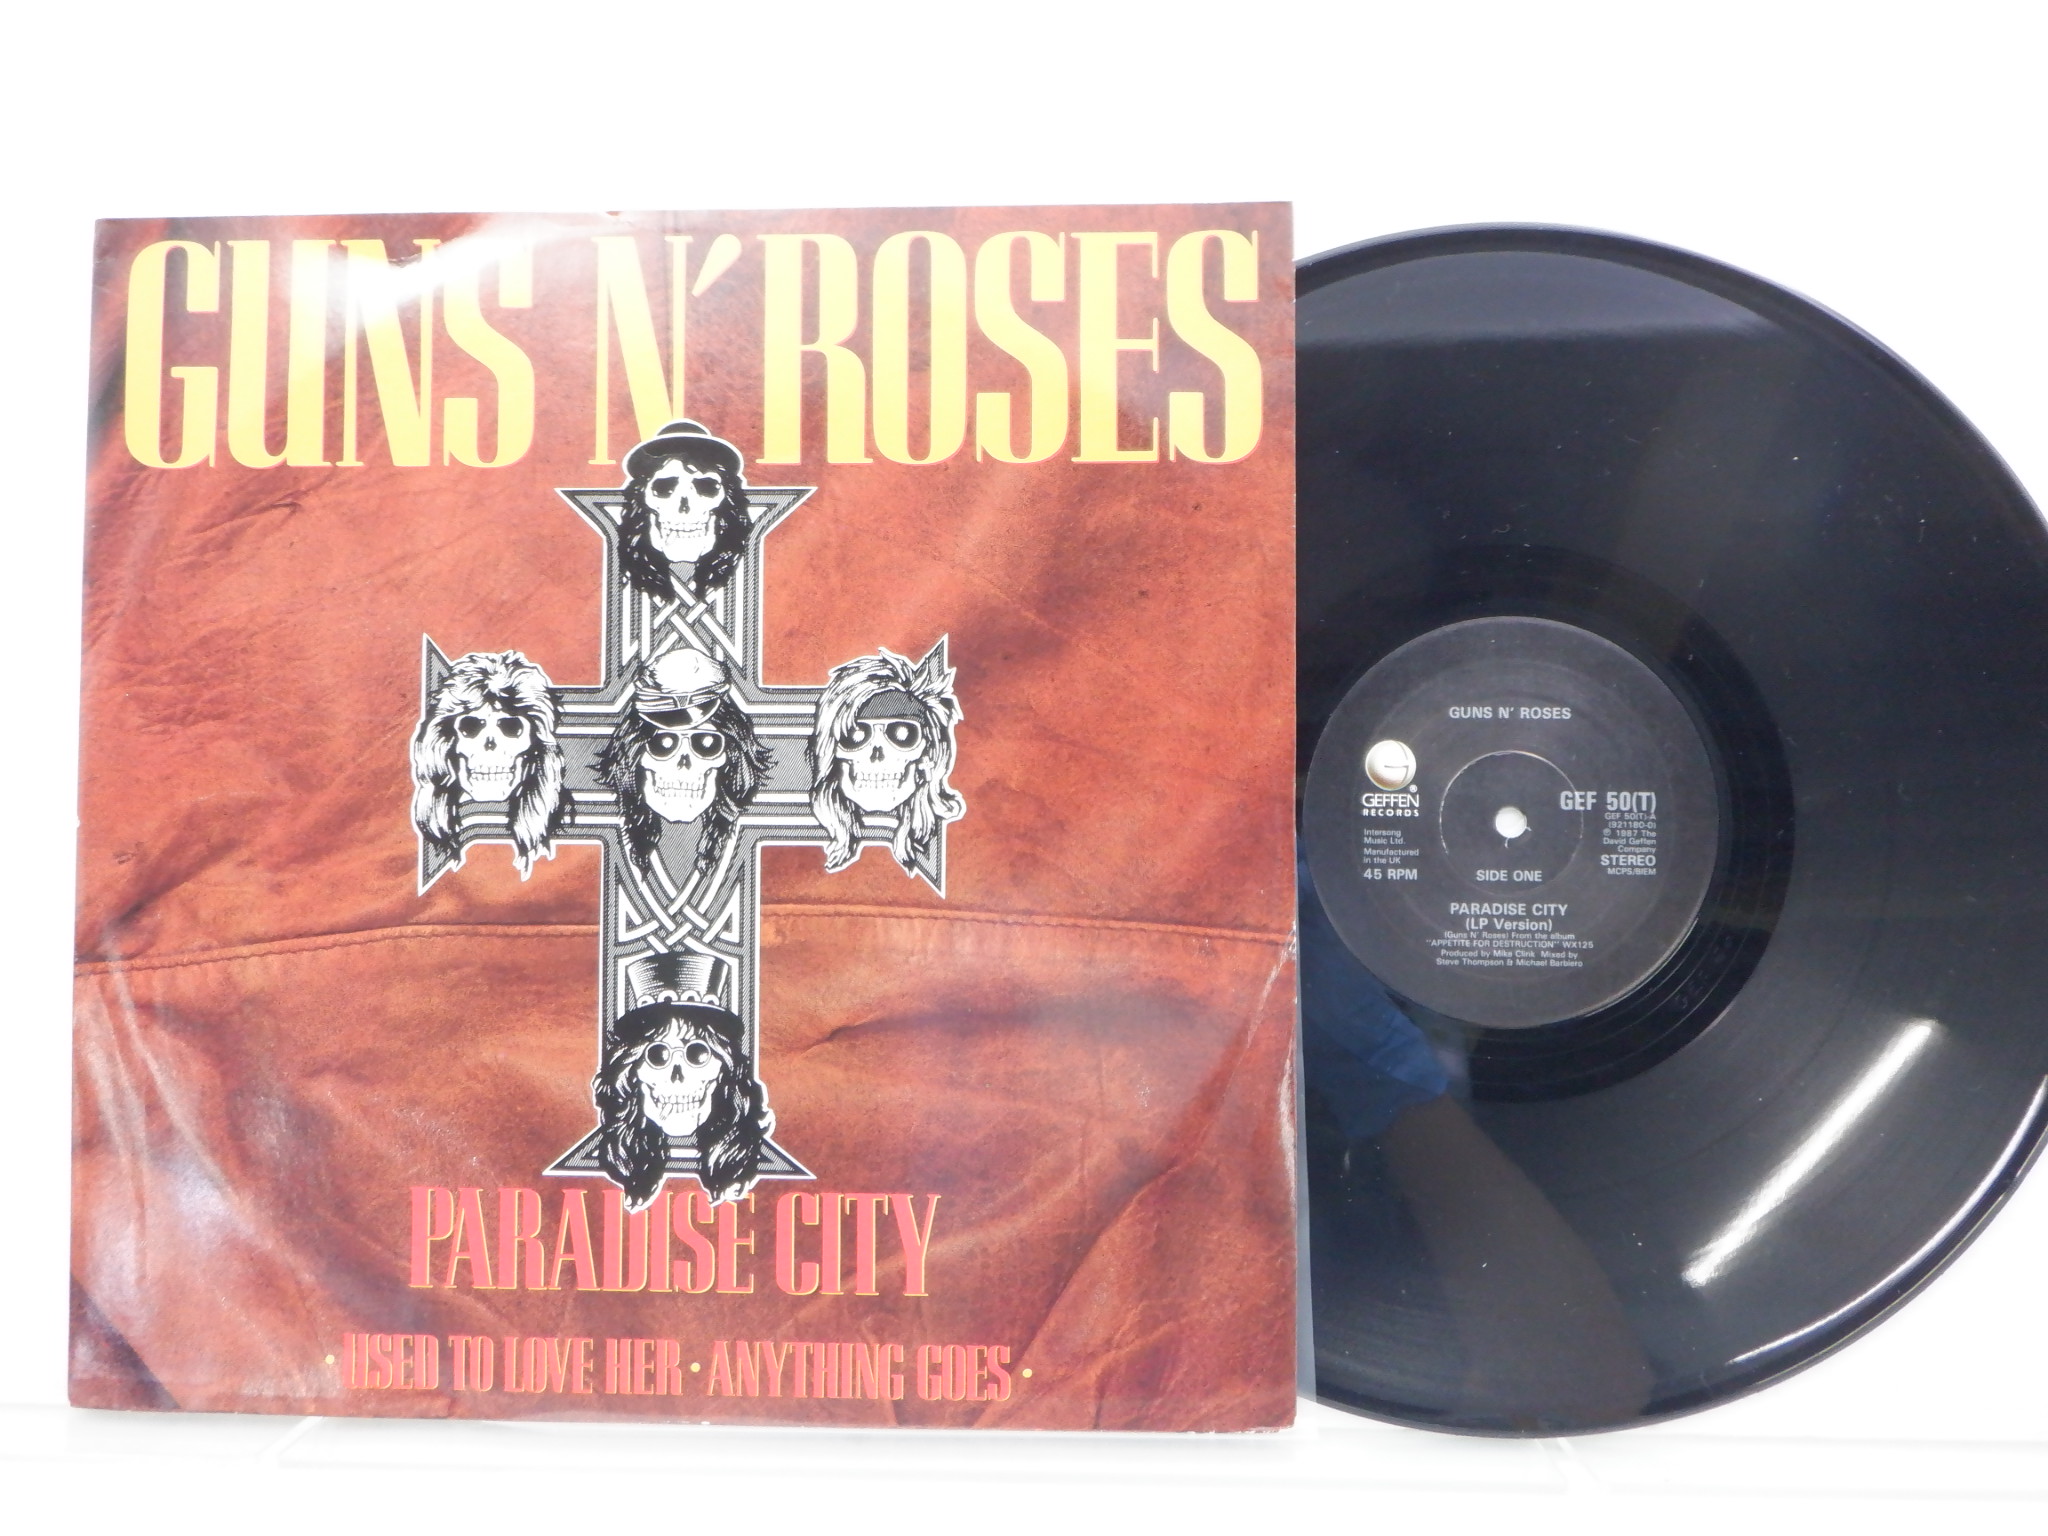 GUNS N' ROSES
PARADISE CITY
· USED TO LOVE HER · ANYTHING GOES ·
GUNS N' ROSES
GEFFEN ®
RECORDS
Intersong
Music Ltd.
Manufactured
in the UK
45 RPM
SIDE ONE
GEF 50(T)
GEF 50(T)-A
(921180-0)
℗ 1987 The
David Geffen
Company
STEREO
MCPS/BIEM
PARADISE CITY
(LP Version)
(Guns N' Roses) From the album
"APPETITE FOR DESTRUCTION" WX125
Produced by Mike Clink Mixed by
Steve Thompson & Michael Barbiero